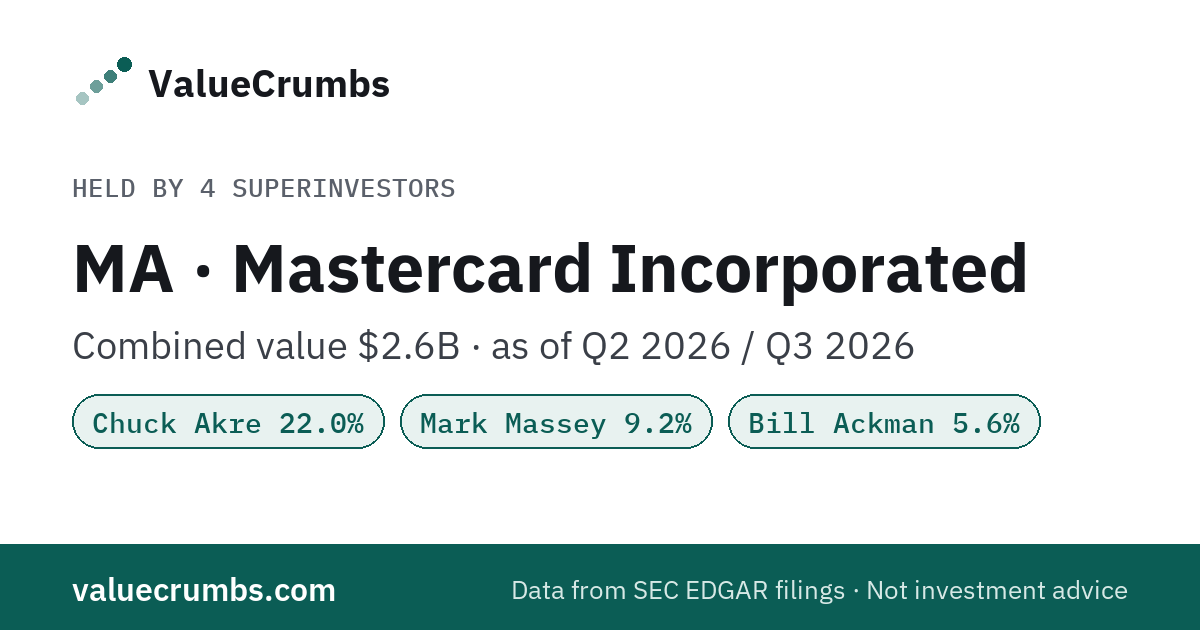 ValueCrumbs
HELD BY 4 SUPERINVESTORS
MA · Mastercard Incorporated
Combined value $2.6B · as of Q2 2026 / Q3 2026
Chuck Akre 22.0% Mark Massey 9.2% Bill Ackman 5.6%
valuecrumbs.com Data from SEC EDGAR filings · Not investment advice